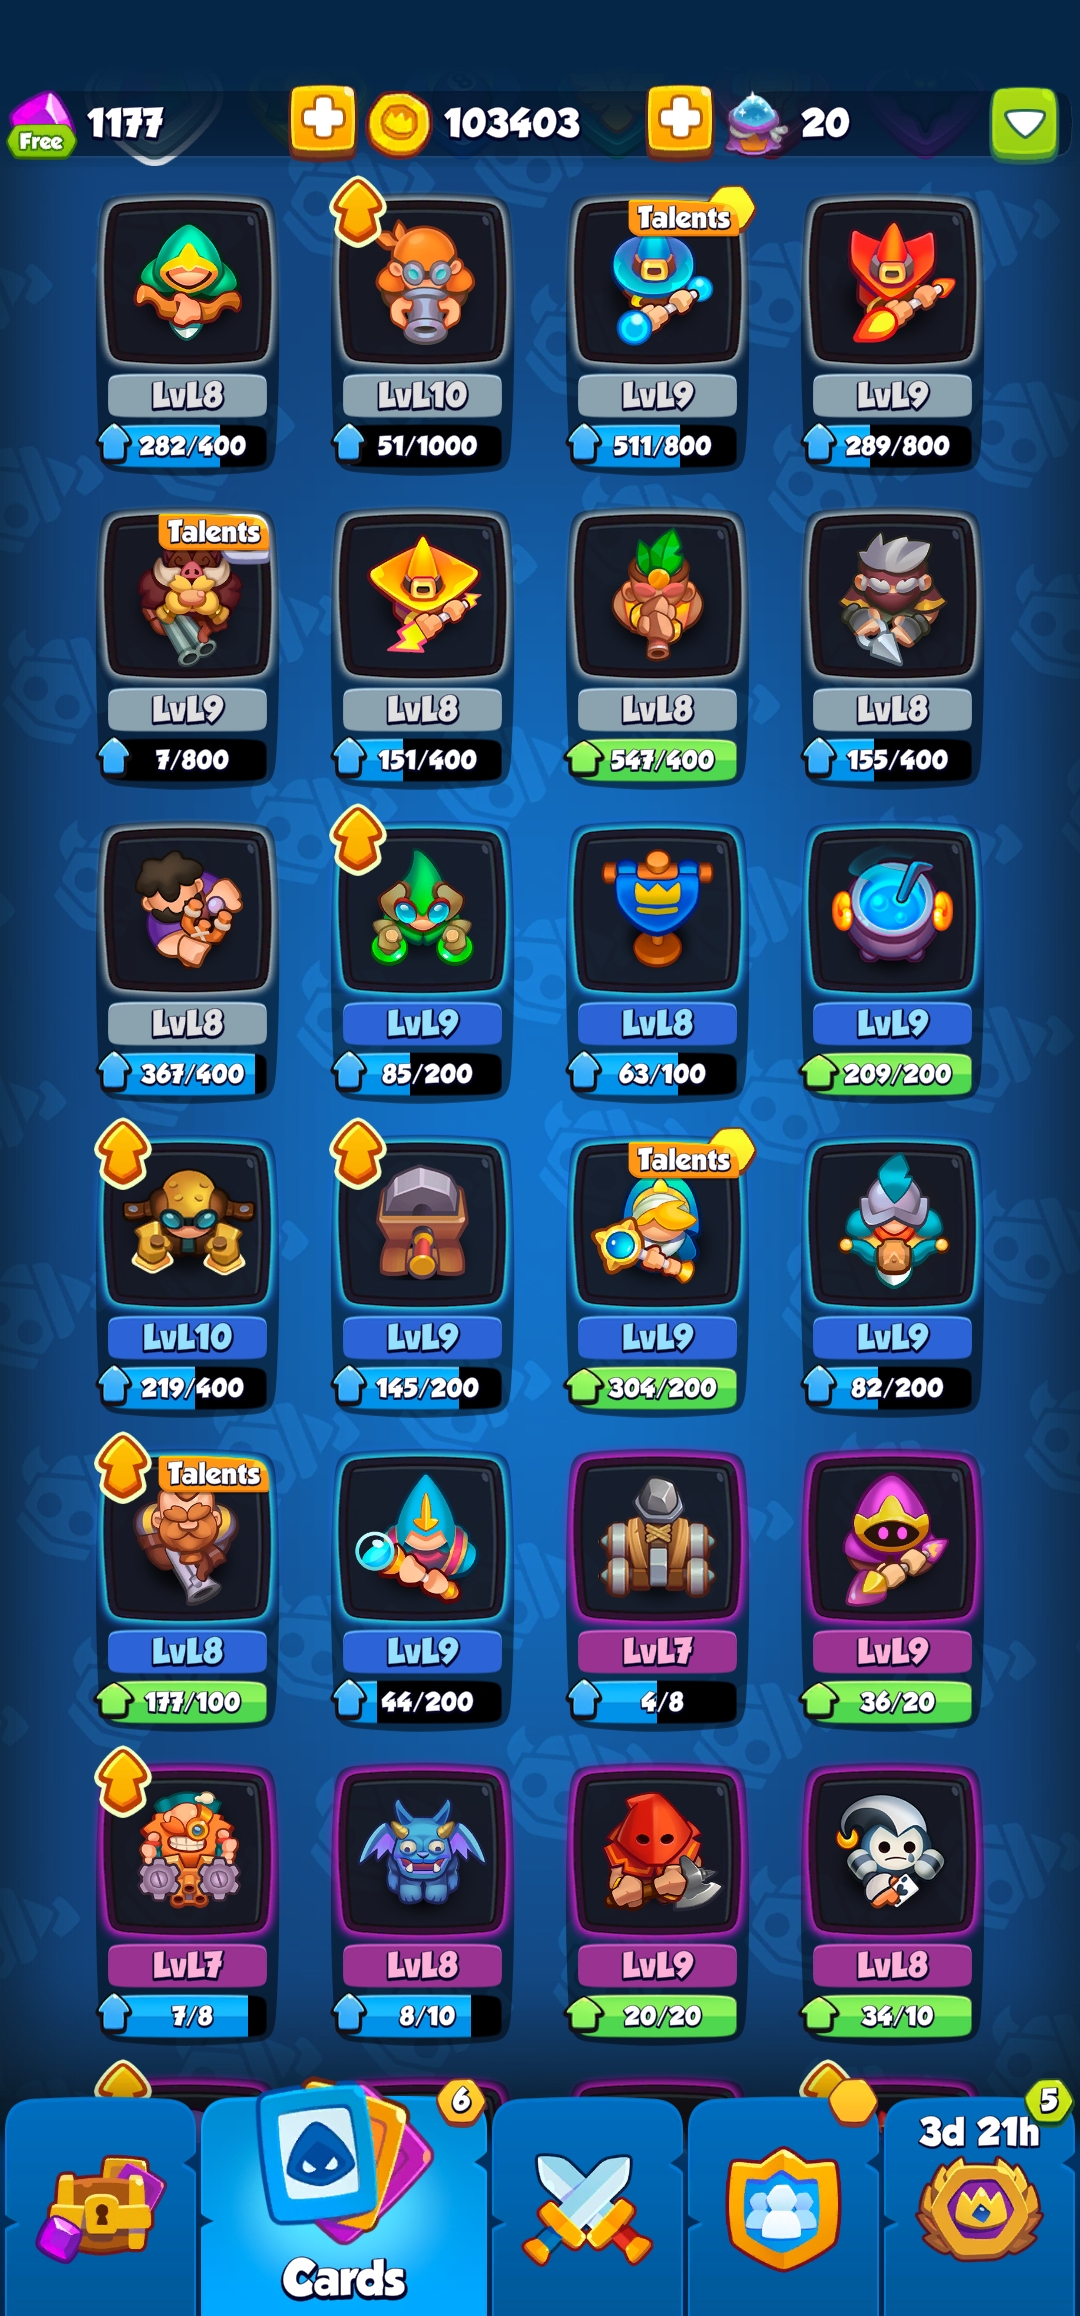 Free 1177 103403 20
Talents
LvL8 LvL10 LvL9 LvL9
282/400 51/1000 511/800 289/800
Talents
LvL9 LvL8 LvL8 LvL8
7/800 151/400 547/400 155/400
LvL8 LvL9 LvL8 LvL9
367/400 85/200 63/100 209/200
Talents
LvL10 LvL9 LvL9 LvL9
219/400 145/200 304/200 82/200
Talents
LvL8 LvL9 LvL7 LvL9
177/100 44/200 4/8 36/20
LvL7 LvL8 LvL9 LvL8
7/8 8/10 20/20 34/10
6 5
3d 21h
Cards